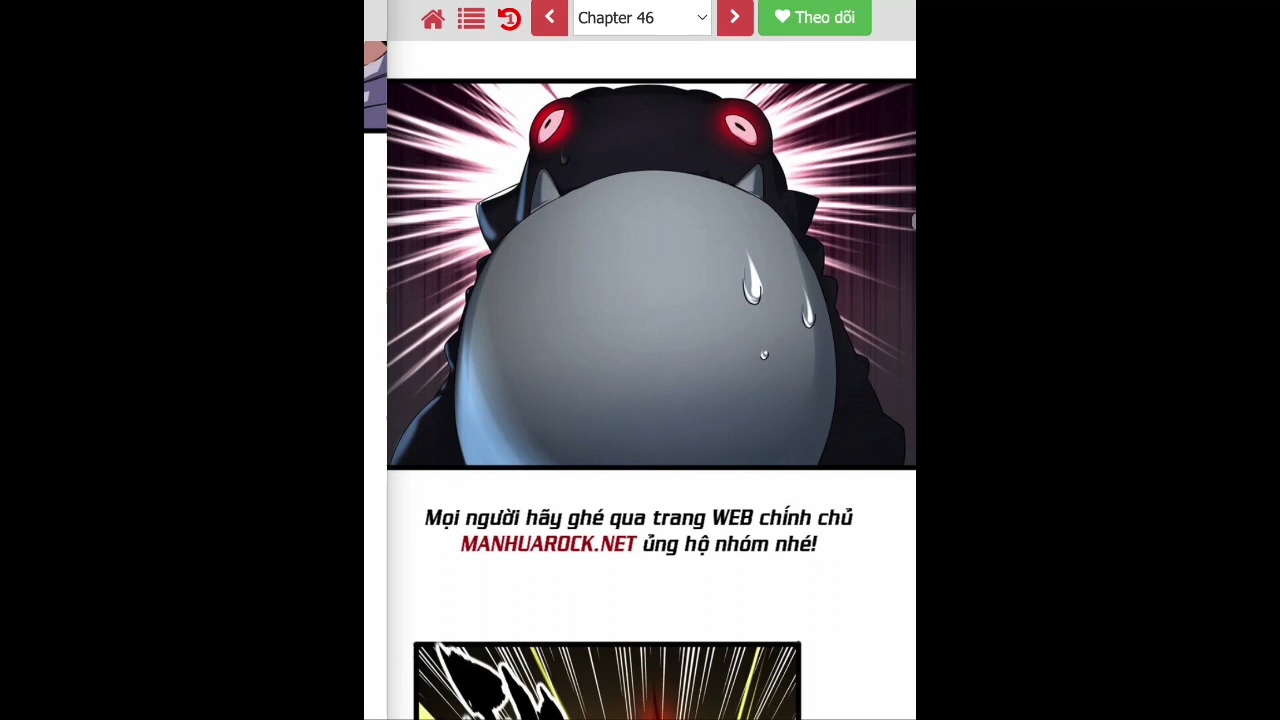 1
Chapter 46
Theo dõi
Mọi người hãy ghé qua trang WEB chính chủ
MANHUAROCK.NET ủng hộ nhóm nhé!